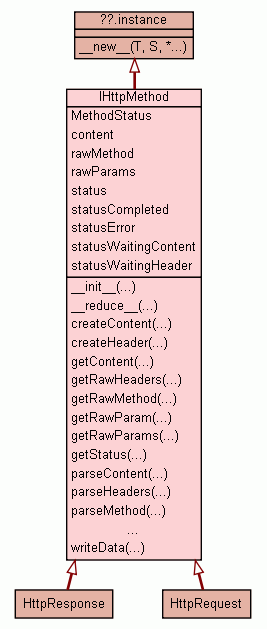 ??.instance
__new__(T, S, *...)
IHttpMethod
MethodStatus
content
rawMethod
rawParams
status
statusCompleted
statusError
statusWaitingContent
statusWaitingHeader
__init__(...)
__reduce__(...)
createContent(...)
createHeader(...)
getContent(...)
getRawHeaders(...)
getRawMethod(...)
getRawParam(...)
getRawParams(...)
getStatus(...)
parseContent(...)
parseHeaders(...)
parseMethod(...)
...
writeData(...)
HttpResponse
HttpRequest